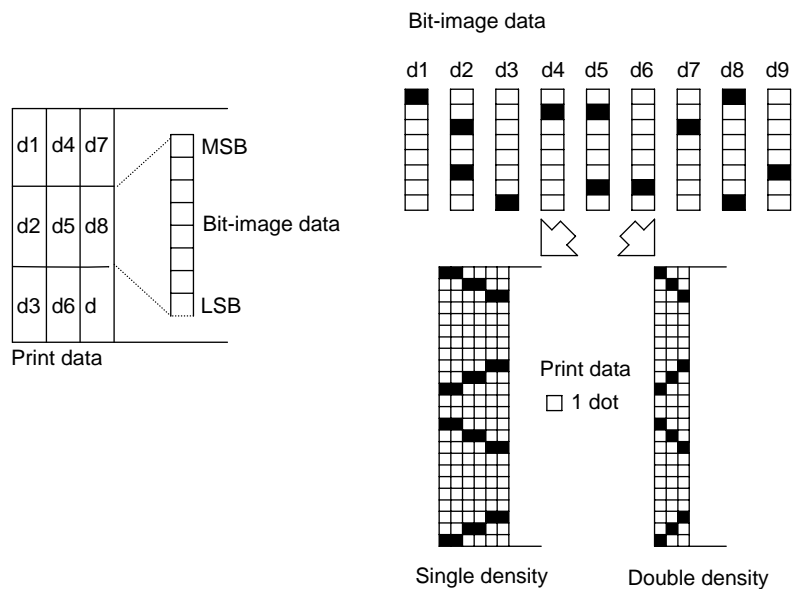 Bit-image data
d1 d2 d3 d4 d5 d6 d7 d8 d9
d1 d4 d7
d2 d5 d8
d3 d6 d
MSB
Bit-image data
LSB
Print data
Print data
1 dot
Single density
Double density